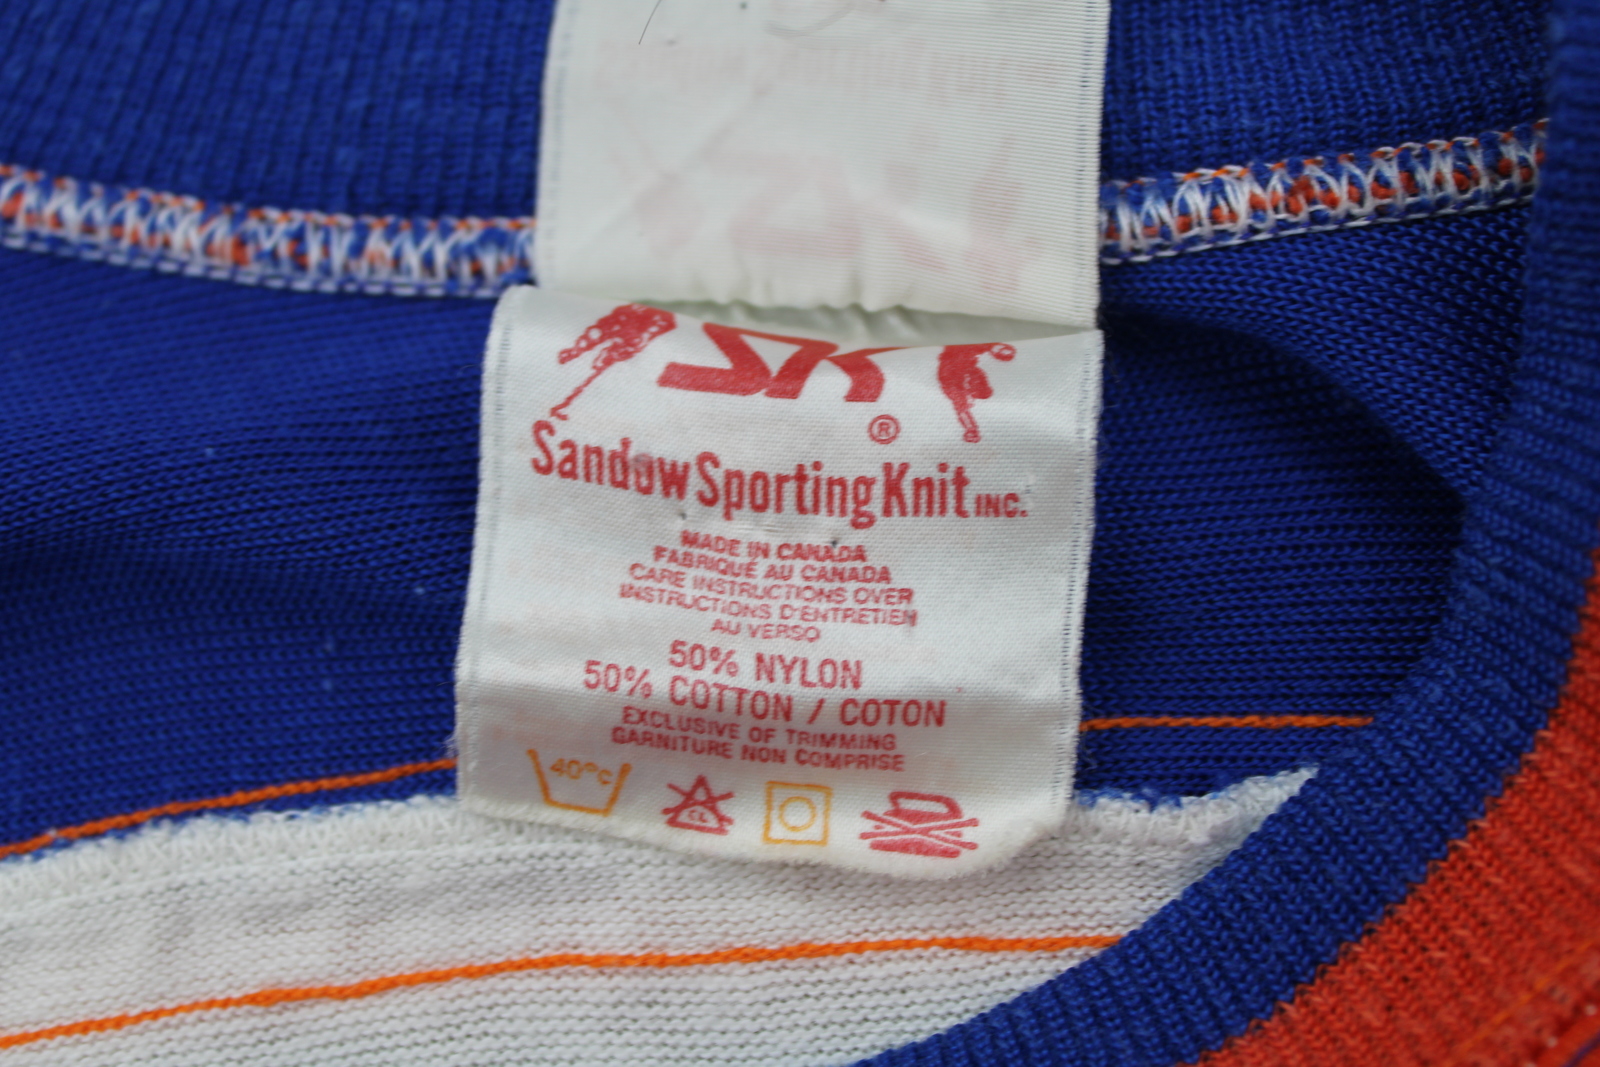 SK
®
Sandow Sporting Knit INC.
MADE IN CANADA
FABRIQUÉ AU CANADA
CARE INSTRUCTIONS OVER
INSTRUCTIONS D'ENTRETIEN
AU VERSO
50% NYLON
50% COTTON / COTON
EXCLUSIVE OF TRIMMING
GARNITURE NON COMPRISE
40°C
CL